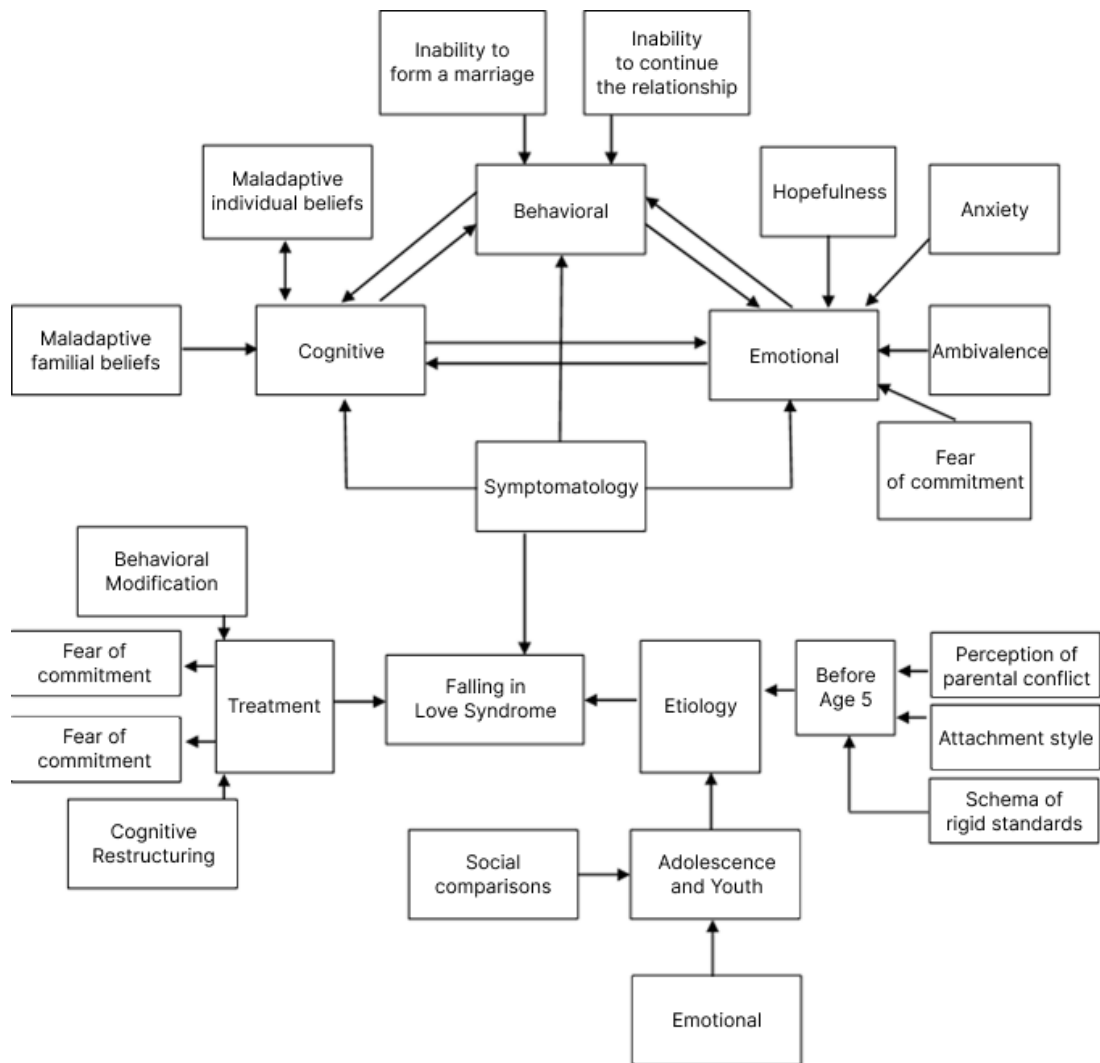 Inability to
form a marriage
Inability
to continue
the relationship
Maladaptive
individual beliefs
Behavioral
Hopefulness
Anxiety
Maladaptive
familial beliefs
Cognitive
Emotional
Ambivalence
Symptomatology
Fear
of commitment
Behavioral
Modification
Fear of
commitment
Treatment
Fear of
commitment
Cognitive
Restructuring
Falling in
Love Syndrome
Etiology
Before
Age 5
Perception of
parental conflict
Attachment style
Schema of
rigid standards
Social
comparisons
Adolescence
and Youth
Emotional